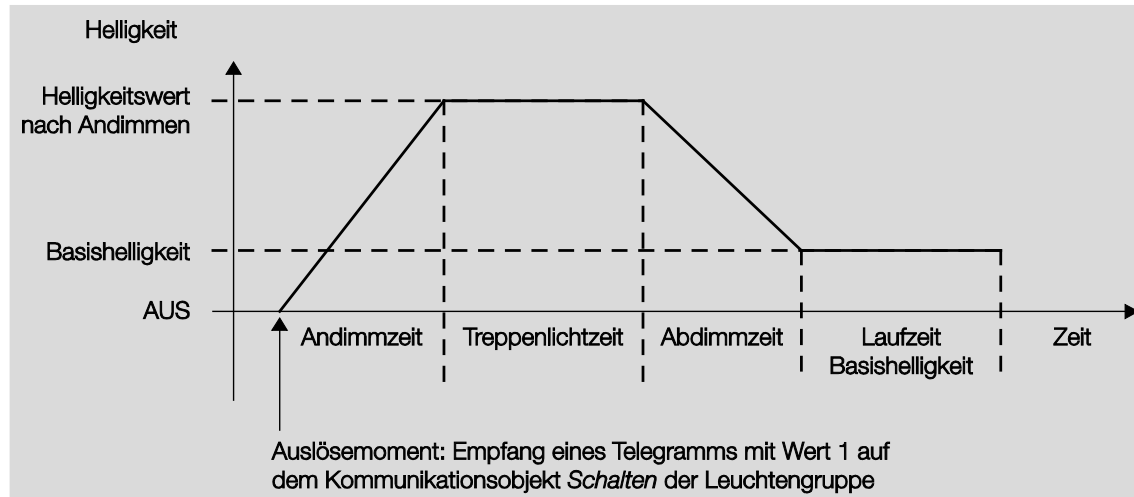 Helligkeit
Helligkeitswert
nach Andimmen
Basishelligkeit
AUS
Andimmzeit
Treppenlichtzeit
Abdimmzeit
Laufzeit
Basishelligkeit
Zeit
Auslösemoment: Empfang eines Telegramms mit Wert 1 auf
dem Kommunikationsobjekt Schalten der Leuchtengruppe